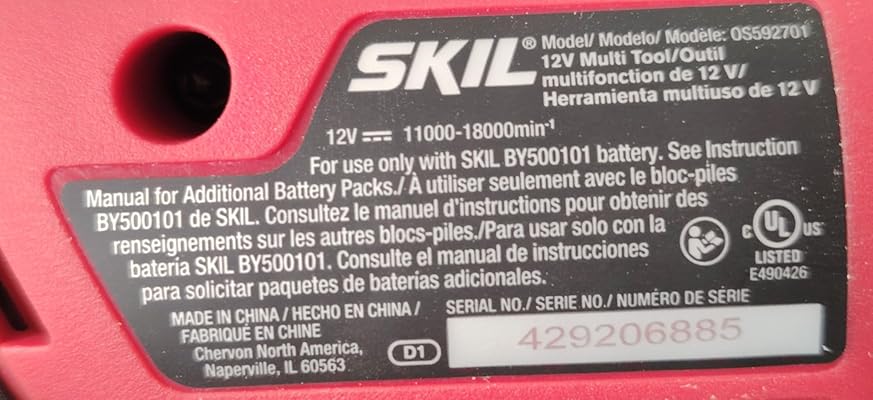 SKIL®
Model/ Modelo/ Modèle: OS592701
12V Multi Tool/Outil
multifonction de 12 V/
Herramienta multiuso de 12 V
12V ⎓ 11000-18000min⁻¹
For use only with SKIL BY500101 battery. See Instruction
Manual for Additional Battery Packs./ À utiliser seulement avec le bloc-piles
BY500101 de SKIL. Consultez le manuel d'instructions pour obtenir des
renseignements sur les autres blocs-piles./Para usar solo con la
batería SKIL BY500101. Consulte el manual de instrucciones
para solicitar paquetes de baterías adicionales.
C UL US
LISTED
E490426
MADE IN CHINA / HECHO EN CHINA /
FABRIQUÉ EN CHINE
Chervon North America,
Naperville, IL 60563
D1
SERIAL NO./ SERIE NO./ NUMÉRO DE SÉRIE
429206885